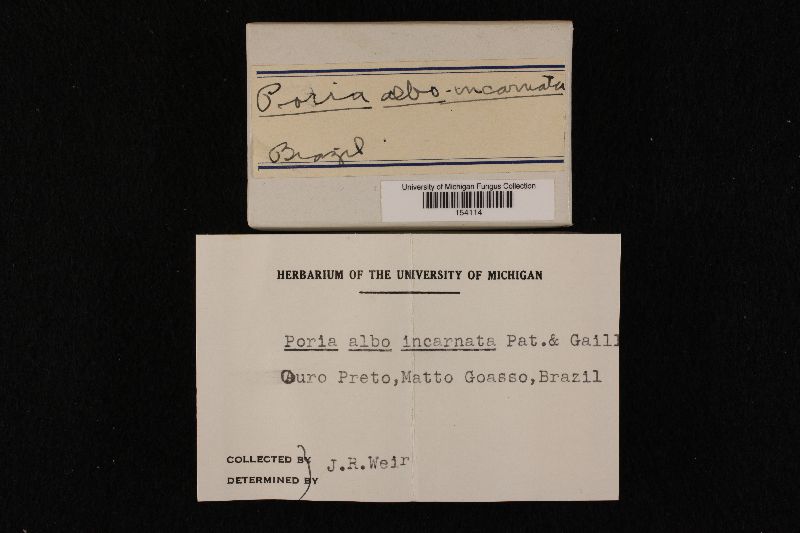 Poria albo-incarnata
Brazil
University of Michigan Fungus Collection
154114
HERBARIUM OF THE UNIVERSITY OF MICHIGAN
Poria albo incarnata Pat.& Gaill
Ouro Preto,Matto Goasso,Brazil
COLLECTED BY
J.R.Weir
DETERMINED BY